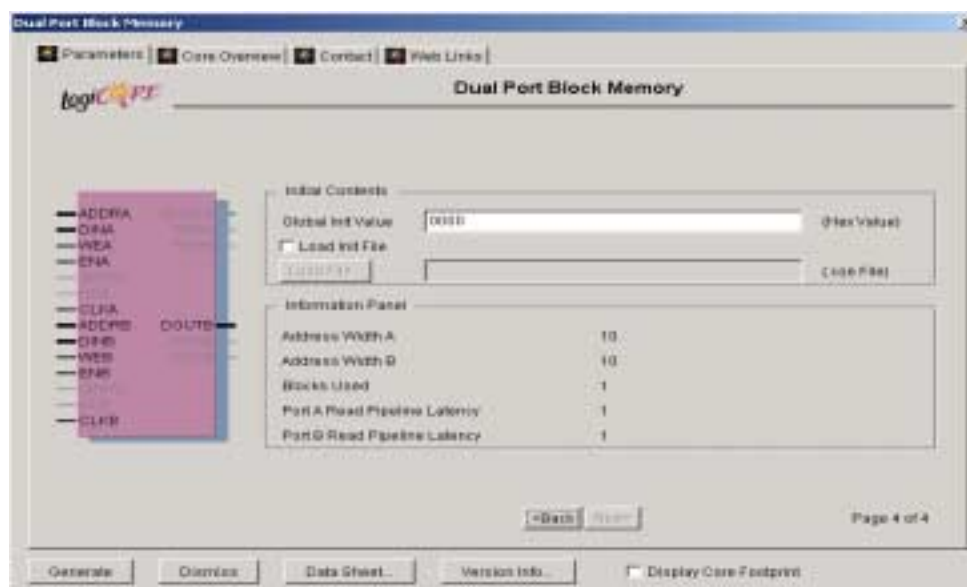 Dual Port Block Memory
Parameters Core Overview Contact Web Links
logiCORE
Dual Port Block Memory
Initial Contents
Global Init Value 0000 (Hex Value)
Load Init File
(.coe File)
Information Panel
Address Width A 10
Address Width B 10
Blocks Used 1
Port A Read Pipeline Latency 1
Port B Read Pipeline Latency 1
ADDRA
DINA
WEA
ENA
CLKA
ADDRB DOUTB
DINB
WEB
ENB
CLKB
<Back Next> Page 4 of 4
Generate Dismiss Data Sheet... Version Info... Display Core Footprint